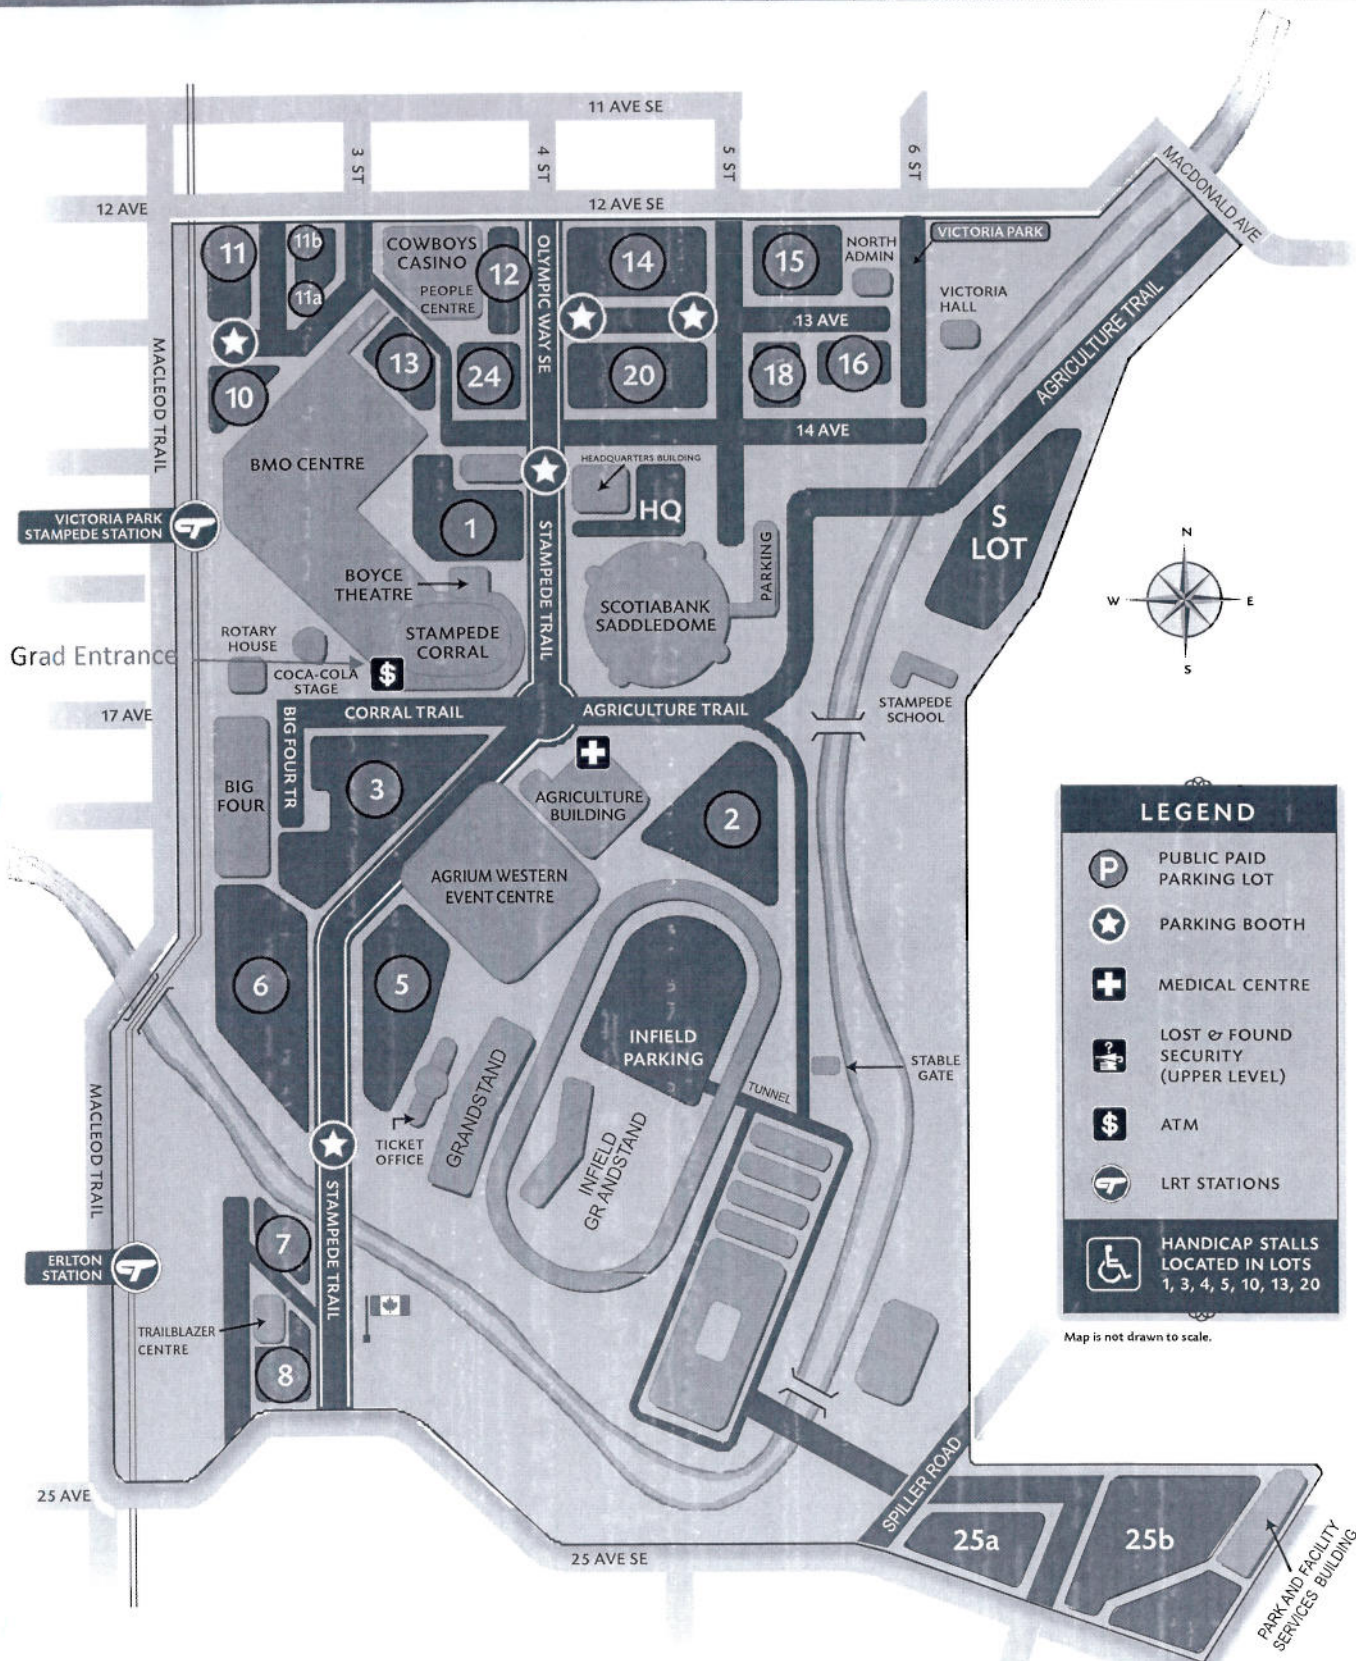 11 AVE SE
3 ST
4 ST
5 ST
6 ST
MACDONALD AVE
12 AVE
12 AVE SE
11
11b
11a
COWBOYS
CASINO
PEOPLE
CENTRE
12
OLYMPIC WAY SE
14
15
NORTH
ADMIN
VICTORIA PARK
VICTORIA
HALL
13 AVE
AGRICULTURE TRAIL
MACLEOD TRAIL
10
13
24
20
18
16
14 AVE
BMO CENTRE
HEADQUARTERS BUILDING
HQ
VICTORIA PARK
STAMPEDE STATION
1
STAMPEDE TRAIL
PARKING
S
LOT
N
W
E
S
BOYCE
THEATRE
SCOTIABANK
SADDLEDOME
ROTARY
HOUSE
STAMPEDE
CORRAL
Grad Entrance
COCA-COLA
STAGE
$
STAMPEDE
SCHOOL
17 AVE
CORRAL TRAIL
AGRICULTURE TRAIL
BIG FOUR TR
BIG
FOUR
3
AGRICULTURE
BUILDING
2
AGRIUM WESTERN
EVENT CENTRE
6
5
INFIELD
PARKING
STABLE
GATE
TUNNEL
GRANDSTAND
TICKET
OFFICE
INFIELD
GRANDSTAND
MACLEOD TRAIL
STAMPEDE TRAIL
7
ERLTON
STATION
TRAILBLAZER
CENTRE
8
25 AVE
25 AVE SE
SPILLER ROAD
25a
25b
PARK AND FACILITY
SERVICES BUILDING
LEGEND
P
PUBLIC PAID
PARKING LOT
PARKING BOOTH
MEDICAL CENTRE
?
LOST & FOUND
SECURITY
(UPPER LEVEL)
$
ATM
LRT STATIONS
HANDICAP STALLS
LOCATED IN LOTS
1, 3, 4, 5, 10, 13, 20
Map is not drawn to scale.